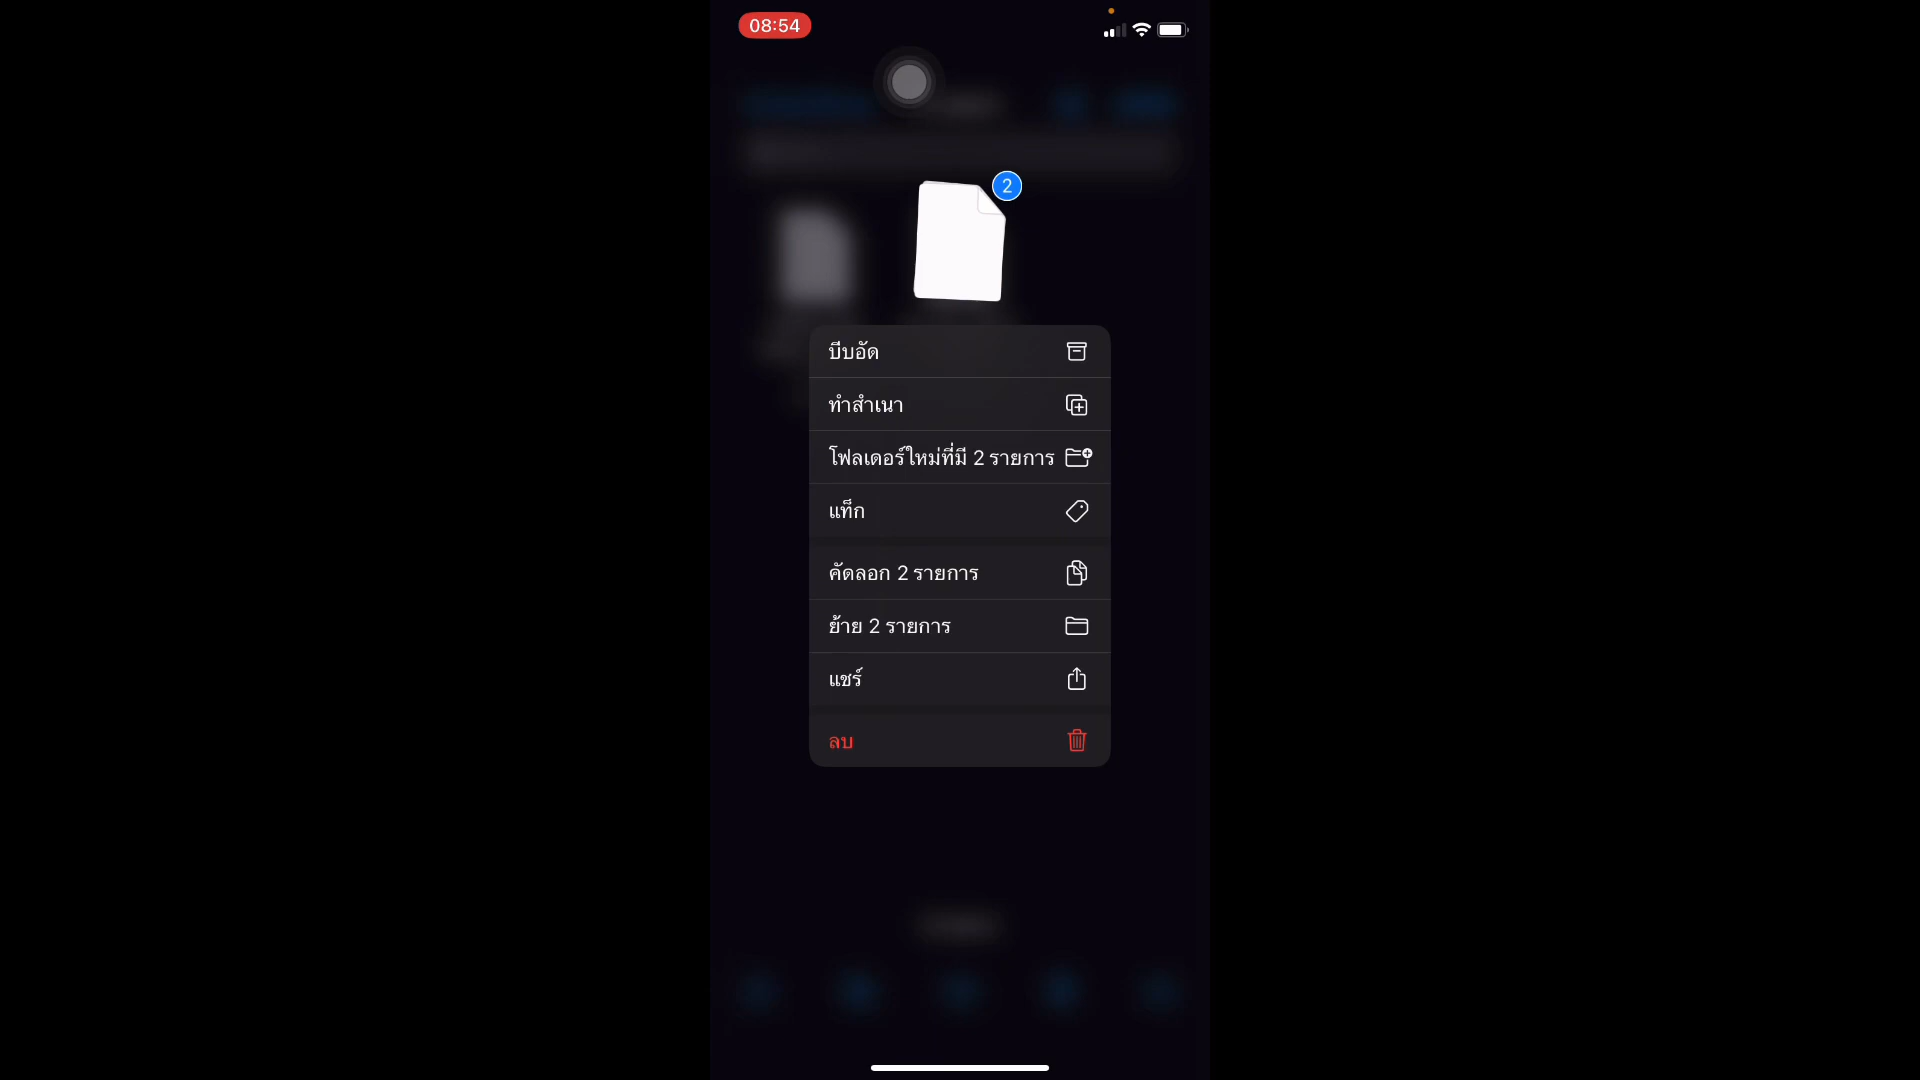 08:54
2
บีบอัด
ทำสำเนา
โฟลเดอร์ใหม่ที่มี 2 รายการ
แท็ก
คัดลอก 2 รายการ
ย้าย 2 รายการ
แชร์
ลบ